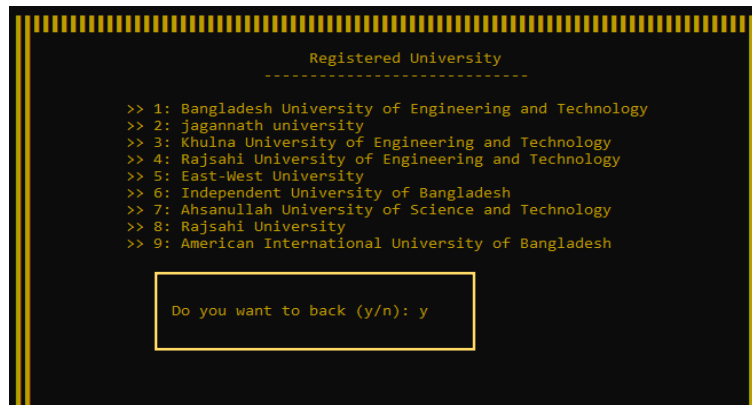 Registered University
-----------------------------
>> 1: Bangladesh University of Engineering and Technology
>> 2: jagannath university
>> 3: Khulna University of Engineering and Technology
>> 4: Rajsahi University of Engineering and Technology
>> 5: East-West University
>> 6: Independent University of Bangladesh
>> 7: Ahsanullah University of Science and Technology
>> 8: Rajsahi University
>> 9: American International University of Bangladesh
Do you want to back (y/n): y